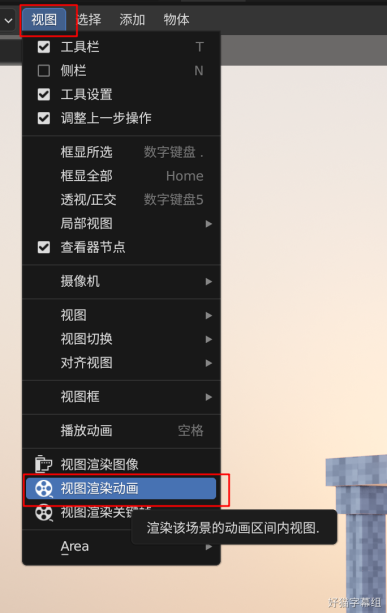 视图 选择 添加 物体
工具栏 T
侧栏 N
工具设置
调整上一步操作
框显所选 数字键盘 .
框显全部 Home
透视/正交 数字键盘5
局部视图
查看器节点
摄像机
视图
视图切换
对齐视图
视图框
播放动画 空格
视图渲染图像
视图渲染动画
视图渲染关键帧
渲染该场景的动画区间内视图.
Area
好猫字幕组